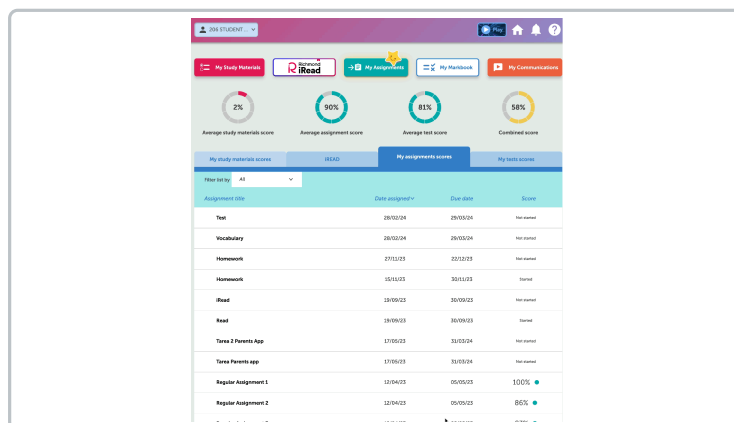 206 STUDENT ...
Play
My Study Materials
Richmond
iRead
My Assignments
My Markbook
My Communications
2%
90%
81%
58%
Average study materials score
Average assignment score
Average test score
Combined score
My study materials scores
IREAD
My assignments scores
My tests scores
Filter list by All
Assignment title Date assigned Due date Score
Test 28/02/24 29/03/24 Not started
Vocabulary 28/02/24 29/03/24 Not started
Homework 27/11/23 22/12/23 Not started
Homework 15/11/23 30/11/23 Started
iRead 19/09/23 30/09/23 Not started
Read 19/09/23 30/09/23 Started
Tarea 2 Parents App 17/05/23 31/03/24 Not started
Tarea Parents app 17/05/23 31/03/24 Not started
Regular Assignment 1 12/04/23 05/05/23 100%
Regular Assignment 2 12/04/23 05/05/23 86%